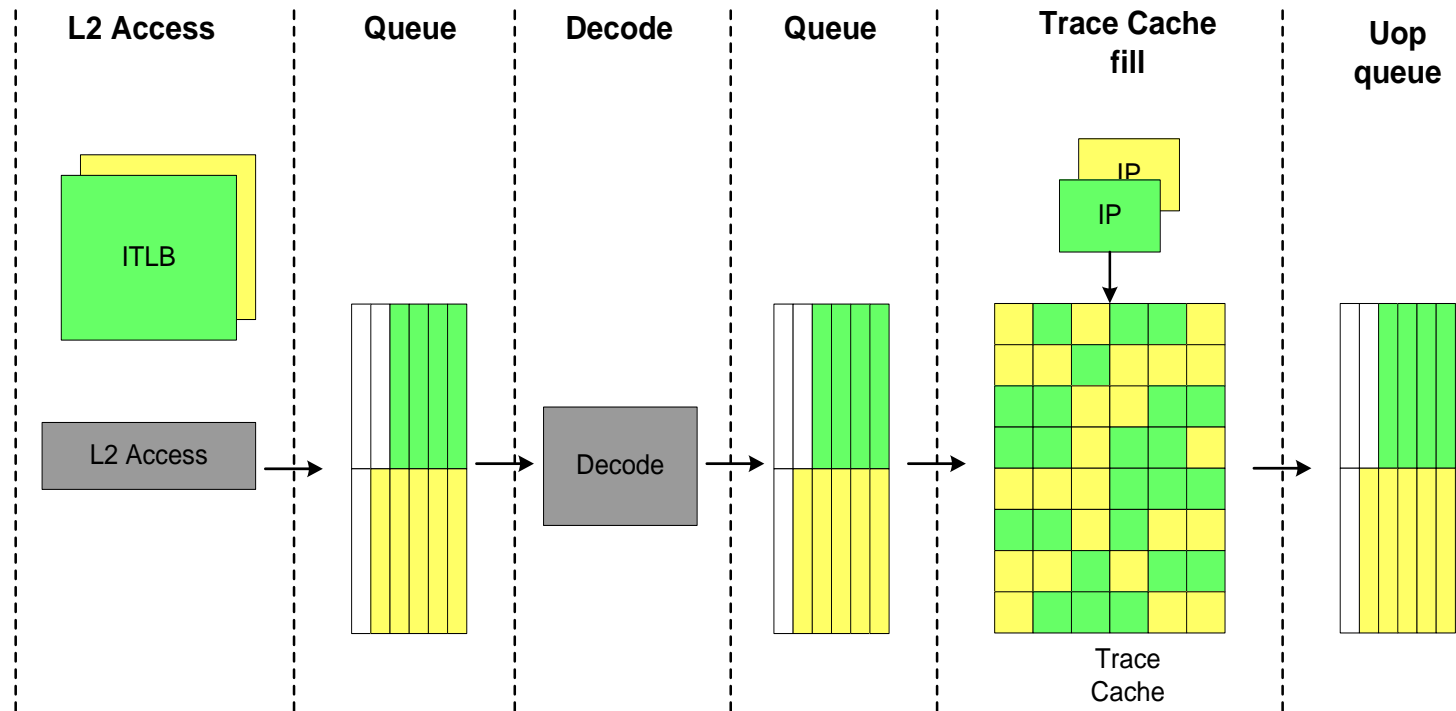 L2 Access
Queue
Decode
Queue
Trace Cache
fill
Uop
queue
IP
IP
ITLB
L2 Access
Decode
Trace
Cache